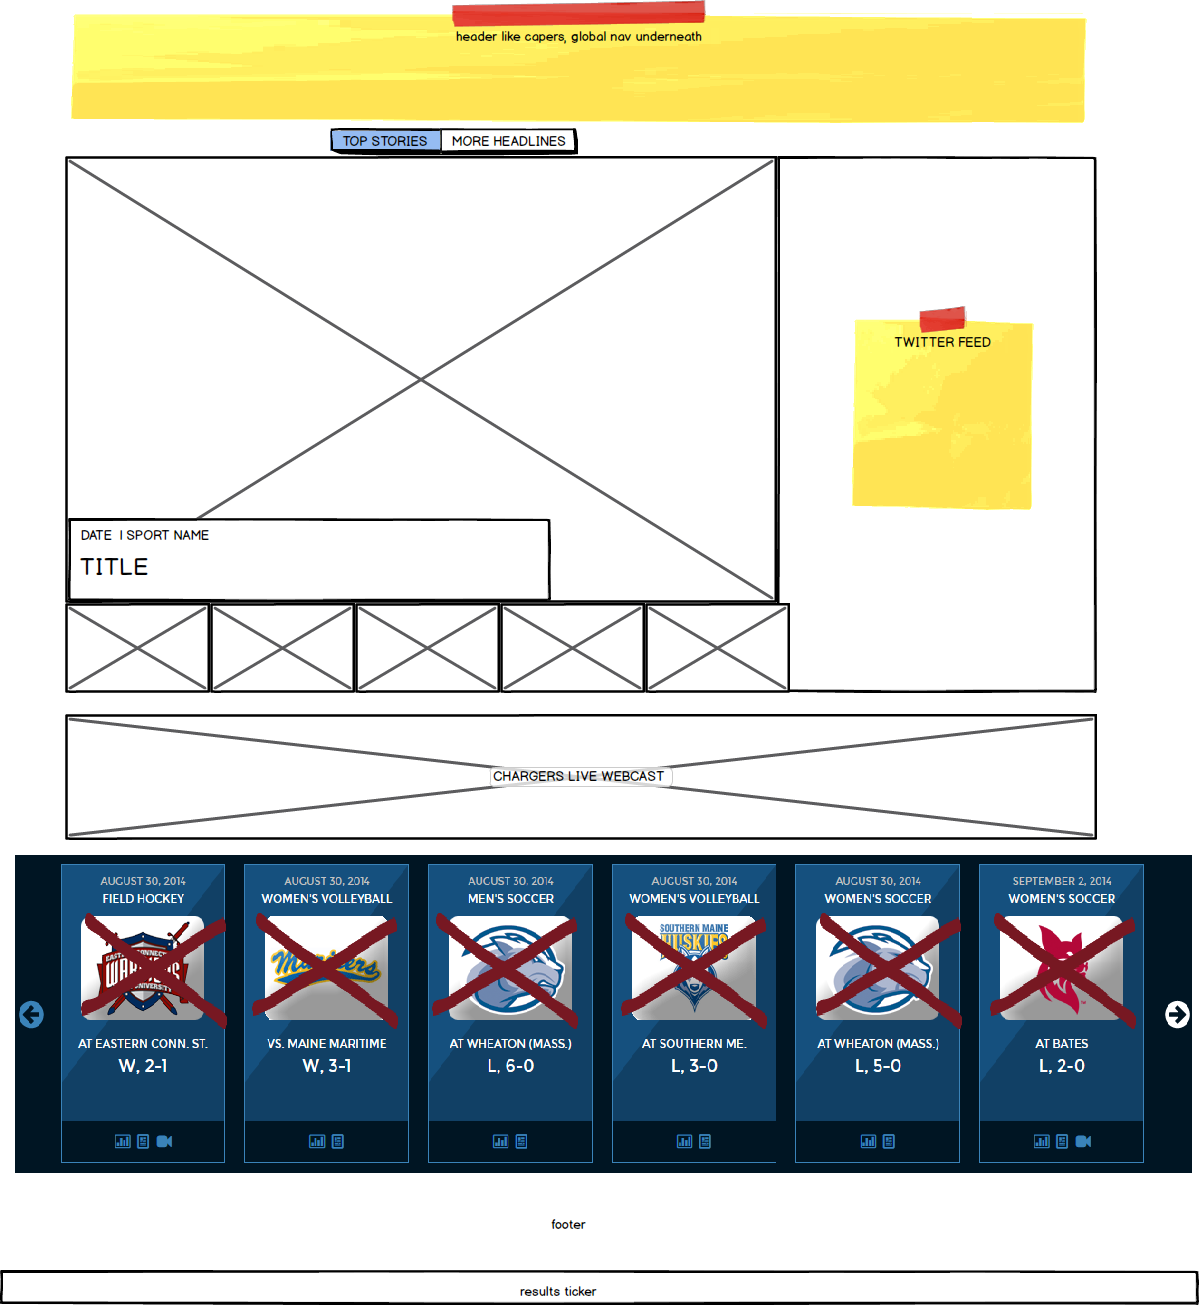 header like capers, global nav underneath
TOP STORIES
MORE HEADLINES
TWITTER FEED
DATE | SPORT NAME
TITLE
CHARGERS LIVE WEBCAST
AUGUST 30, 2014
FIELD HOCKEY
AT EASTERN CONN. ST.
W, 2-1
AUGUST 30, 2014
WOMEN'S VOLLEYBALL
VS. MAINE MARITIME
W, 3-1
AUGUST 30, 2014
MEN'S SOCCER
AT WHEATON (MASS.)
L, 6-0
AUGUST 30, 2014
WOMEN'S VOLLEYBALL
SOUTHERN MAINE
HUSKIES
AT SOUTHERN ME.
L, 3-0
AUGUST 30, 2014
WOMEN'S SOCCER
AT WHEATON (MASS.)
L, 5-0
SEPTEMBER 2, 2014
WOMEN'S SOCCER
AT BATES
L, 2-0
footer
results ticker